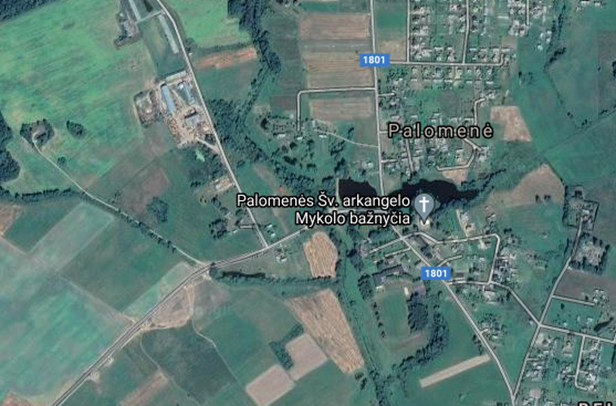 1801
Palomenė
Palomenės Šv. arkangelo
Mykolo bažnyčia
1801